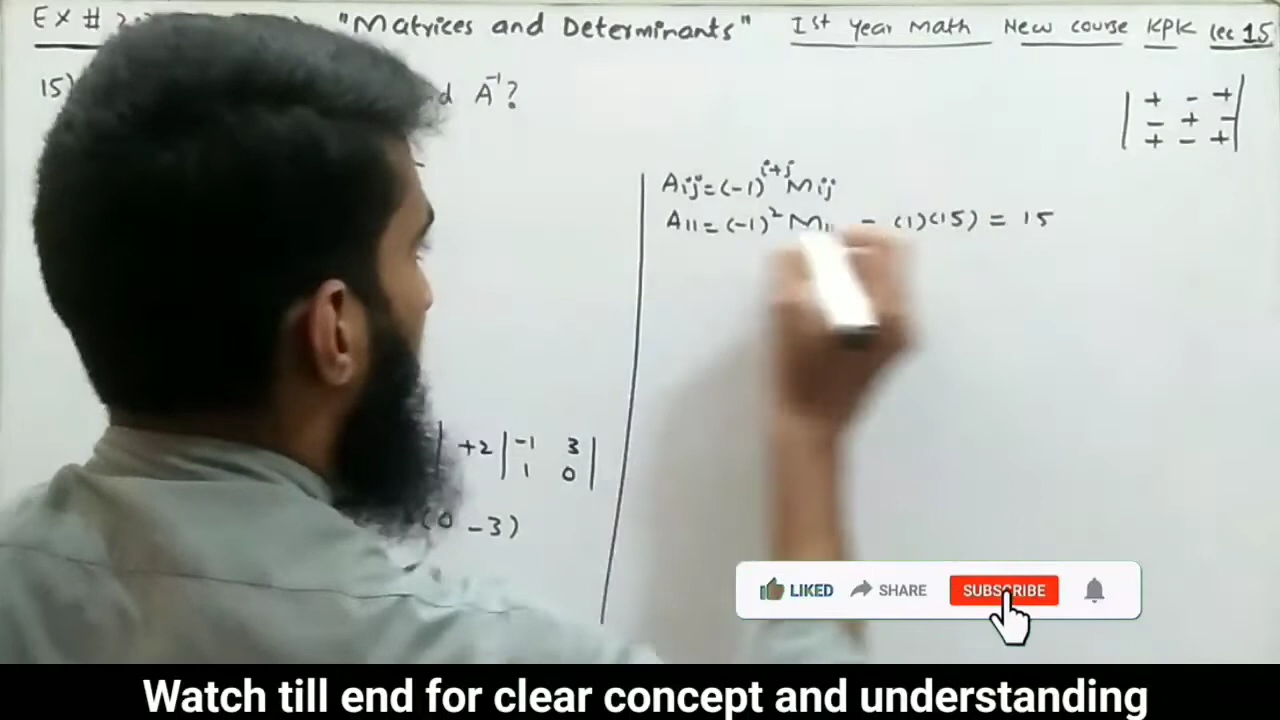 EX # 2. "Matrices and Determinants" 1st Year Math New course KPK Lec 15
15) A⁻¹?
+ - +
- + -
+ - +
Aij=(-1)^i+j Mij
A11=(-1)² M11 = (1)(15) = 15
+2 | -1 3 |
1 0
(0 -3)
LIKED SHARE SUBSCRIBE
Watch till end for clear concept and understanding